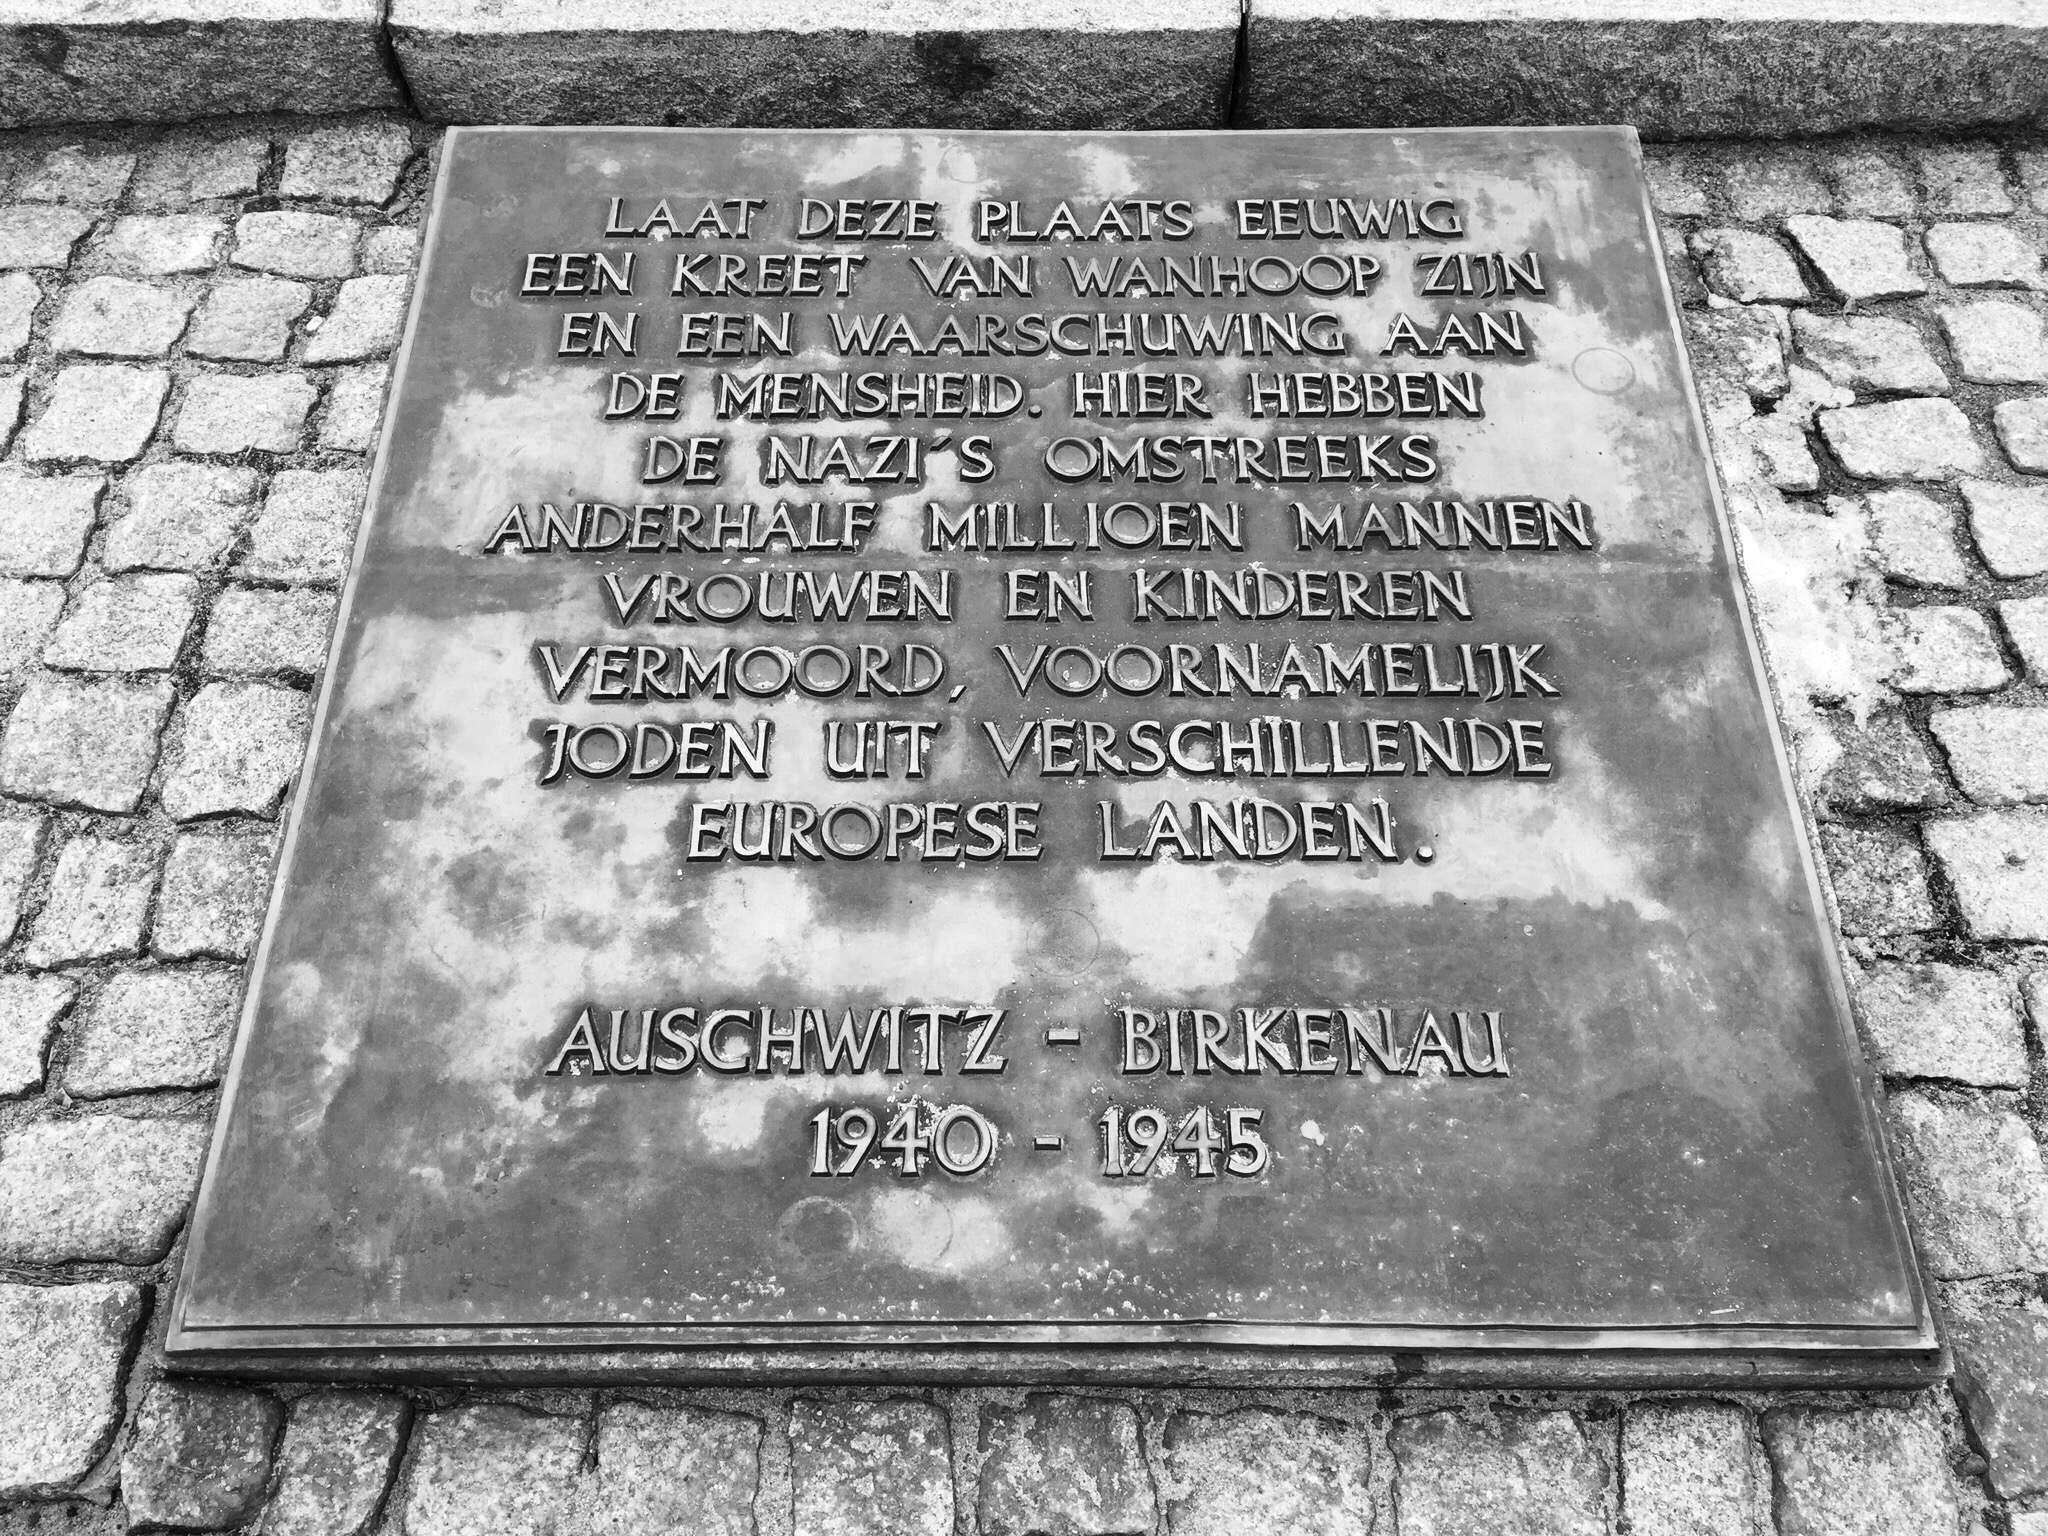 LAAT DEZE PLAATS EEUWIG
EEN KREET VAN WANHOOP ZIJN
EN EEN WAARSCHUWING AAN
DE MENSHEID. HIER HEBBEN
DE NAZI´S OMSTREEKS
ANDERHALF MILLIOEN MANNEN
VROUWEN EN KINDEREN
VERMOORD, VOORNAMELIJK
JODEN UIT VERSCHILLENDE
EUROPESE LANDEN.
AUSCHWITZ - BIRKENAU
1940 - 1945